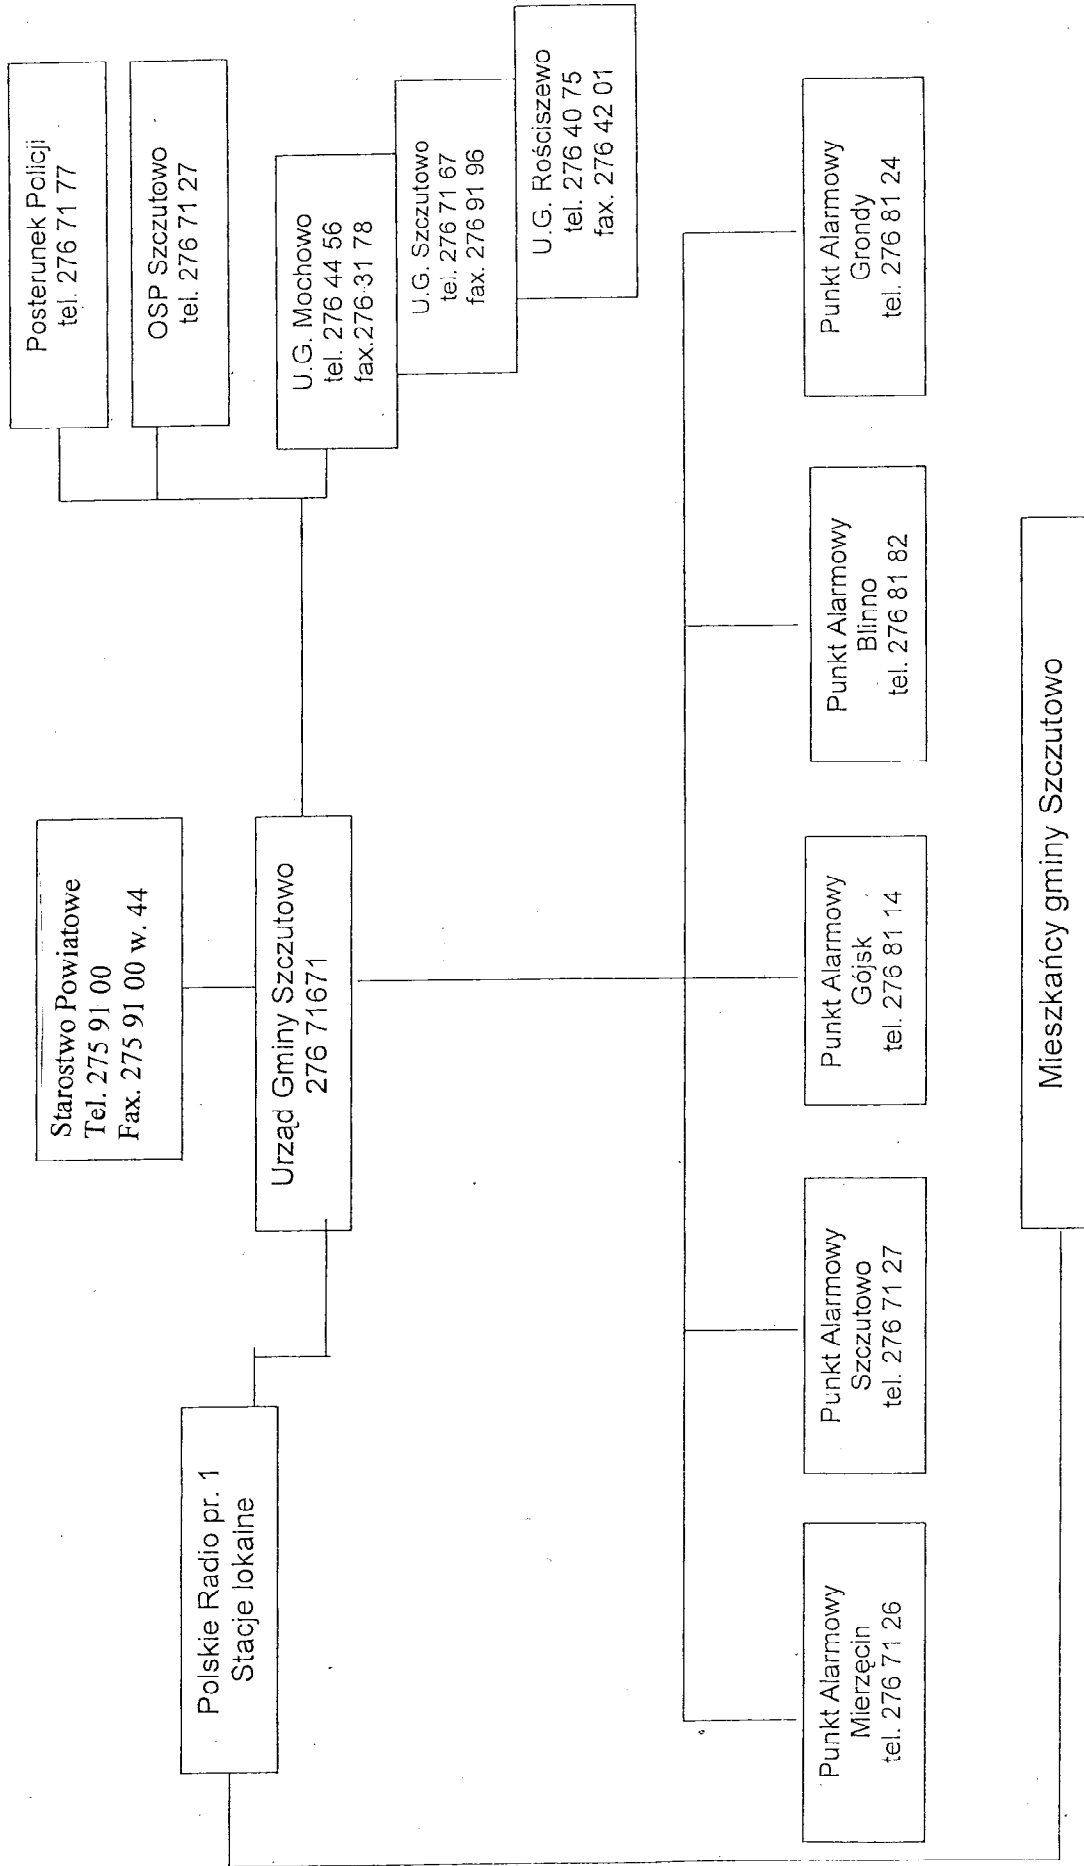 Starostwo Powiatowe
Tel. 275 91 00
Fax. 275 91 00 w. 44
Posterunek Policji
tel. 276 71 77
OSP Szczutowo
tel. 276 71 27
Polskie Radio pr. 1
Stacje lokalne
Urząd Gminy Szczutowo
276 71671
U.G. Mochowo
tel. 276 44 56
fax.276 31 78
U.G. Szczutowo
tel. 276 71 67
fax. 276 91 96
U.G. Rościszewo
tel. 276 40 75
fax. 276 42 01
Punkt Alarmowy
Mierzęcin
tel. 276 71 26
Punkt Alarmowy
Szczutowo
tel. 276 71 27
Punkt Alarmowy
Gójsk
tel. 276 81 14
Punkt Alarmowy
Blinno
tel. 276 81 82
Punkt Alarmowy
Grondy
tel. 276 81 24
Mieszkańcy gminy Szczutowo